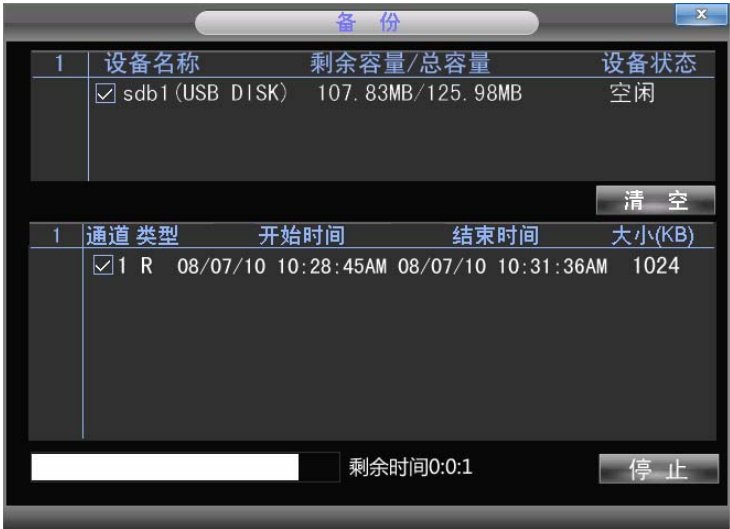 备 份
x
1 设备名称 剩余容量/总容量 设备状态
sdb1(USB DISK) 107.83MB/125.98MB 空闲
清 空
1 通道 类型 开始时间 结束时间 大小(KB)
1 R 08/07/10 10:28:45AM 08/07/10 10:31:36AM 1024
剩余时间0:0:1
停 止